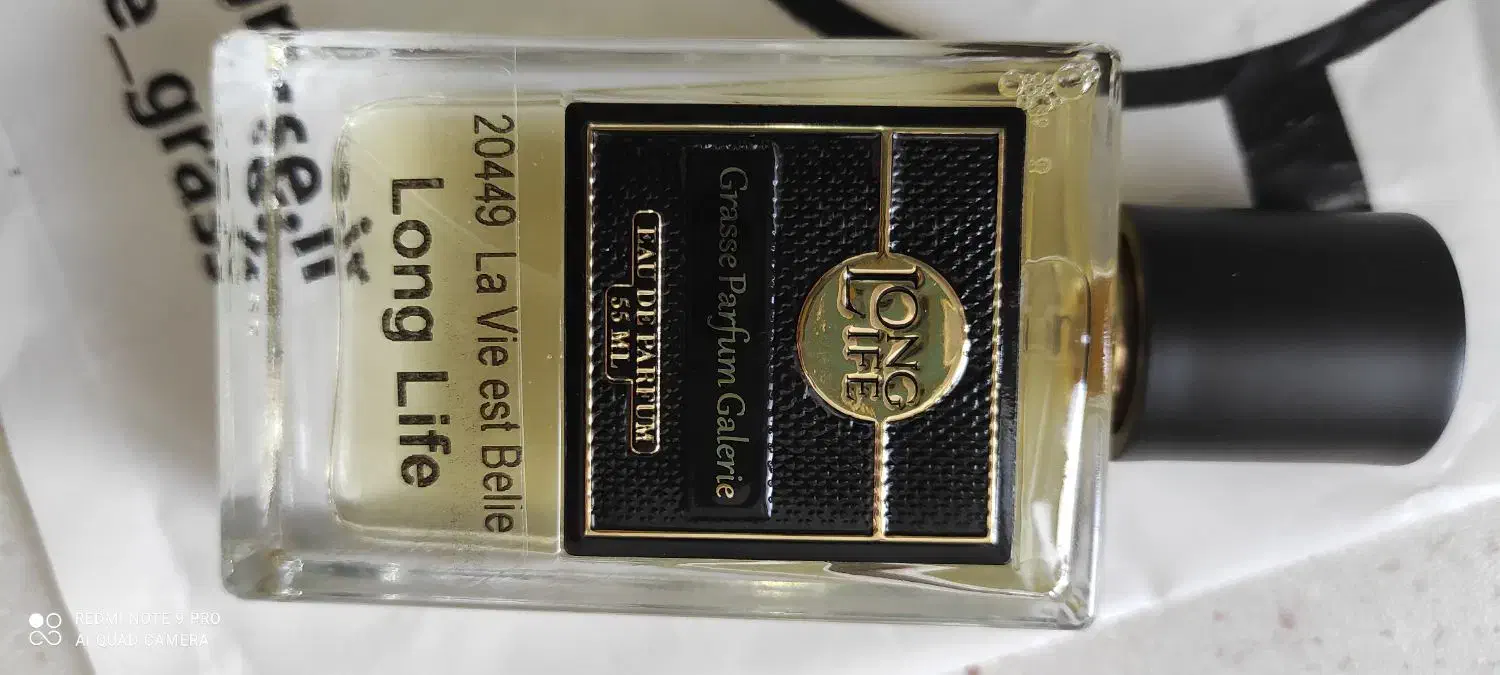 LONG
LIFE
Grasse Parfum Galerie
EAU DE PARFUM
55 ML
20449 La Vie est Belle
Long Life
REDMI NOTE 9 PRO
AI QUAD CAMERA